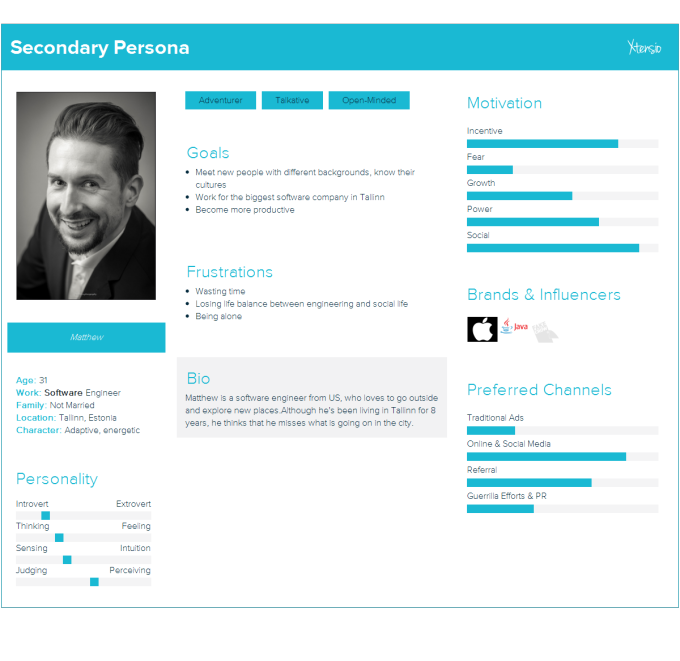 Secondary Persona
Xtensio
Matthew
Age: 31
Work: Software Engineer
Family: Not Married
Location: Tallinn, Estonia
Character: Adaptive, energetic
Personality
Introvert Extrovert
Thinking Feeling
Sensing Intuition
Judging Perceiving
Adventurer Talkative Open-Minded
Goals
Meet new people with different backgrounds, know their
cultures
Work for the biggest software company in Tallinn
Become more productive
Frustrations
Wasting time
Losing life balance between engineering and social life
Being alone
Bio
Matthew is a software engineer from US, who loves to go outside
and explore new places.Although he's been living in Tallinn for 8
years, he thinks that he misses what is going on in the city.
Motivation
Incentive
Fear
Growth
Power
Social
Brands & Influencers
Java
Preferred Channels
Traditional Ads
Online & Social Media
Referral
Guerrilla Efforts & PR